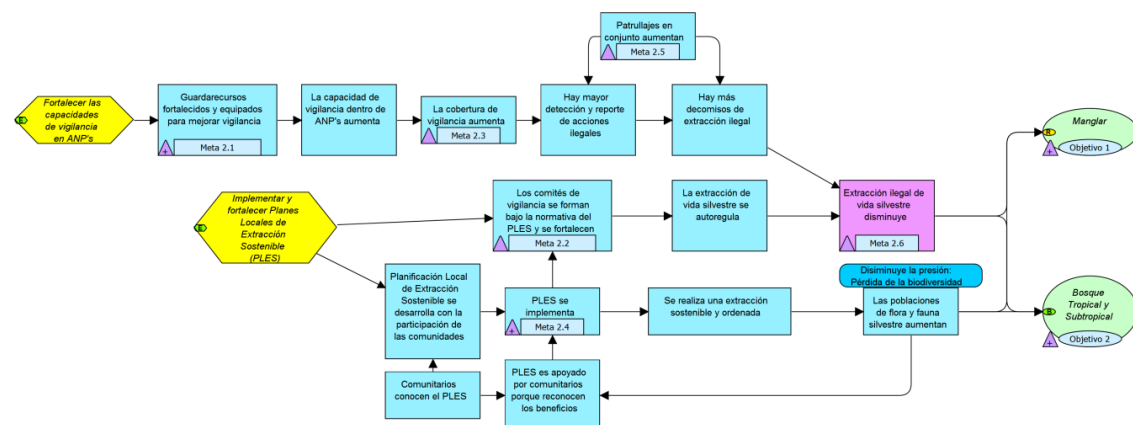 Patrullajes en
conjunto aumentan
Meta 2.5
Fortalecer las
capacidades
de vigilancia
en ANP's
Guardarecursos
fortalecidos y equipados
para mejorar vigilancia
Meta 2.1
La capacidad de
vigilancia dentro de
ANP's aumenta
La cobertura de
vigilancia aumenta
Meta 2.3
Hay mayor
detección y reporte
de acciones
ilegales
Hay más
decomisos de
extracción ilegal
Manglar
Objetivo 1
Implementar y
fortalecer Planes
Locales de
Extracción
Sostenible
(PLES)
Los comités de
vigilancia se forman
bajo la normativa del
PLES y se fortalecen
Meta 2.2
La extracción de
vida silvestre se
autoregula
Extracción ilegal de
vida silvestre
disminuye
Meta 2.6
Planificación Local
de Extracción
Sostenible se
desarrolla con la
participación de
las comunidades
PLES se
implementa
Meta 2.4
Se realiza una extracción
sostenible y ordenada
Disiminuye la presión:
Pérdida de la biodiversidad
Las poblaciones
de flora y fauna
silvestre aumentan
Bosque
Tropical y
Subtropical
Objetivo 2
Comunitarios
conocen el PLES
PLES es apoyado
por comunitarios
porque reconocen
los beneficios